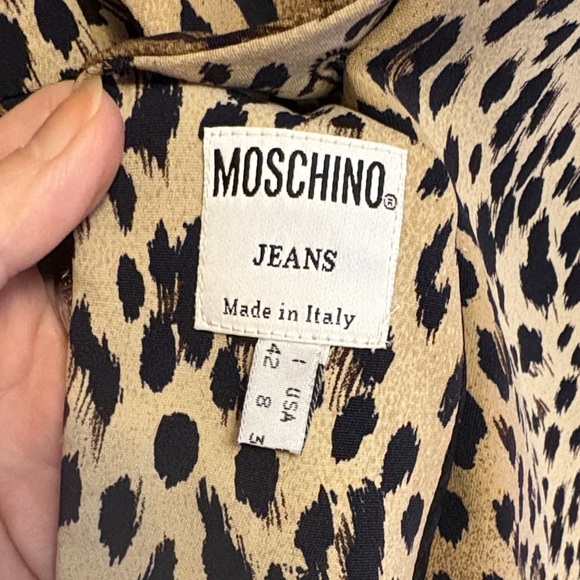 MOSCHINO®
JEANS
Made in Italy
I USA
42 8